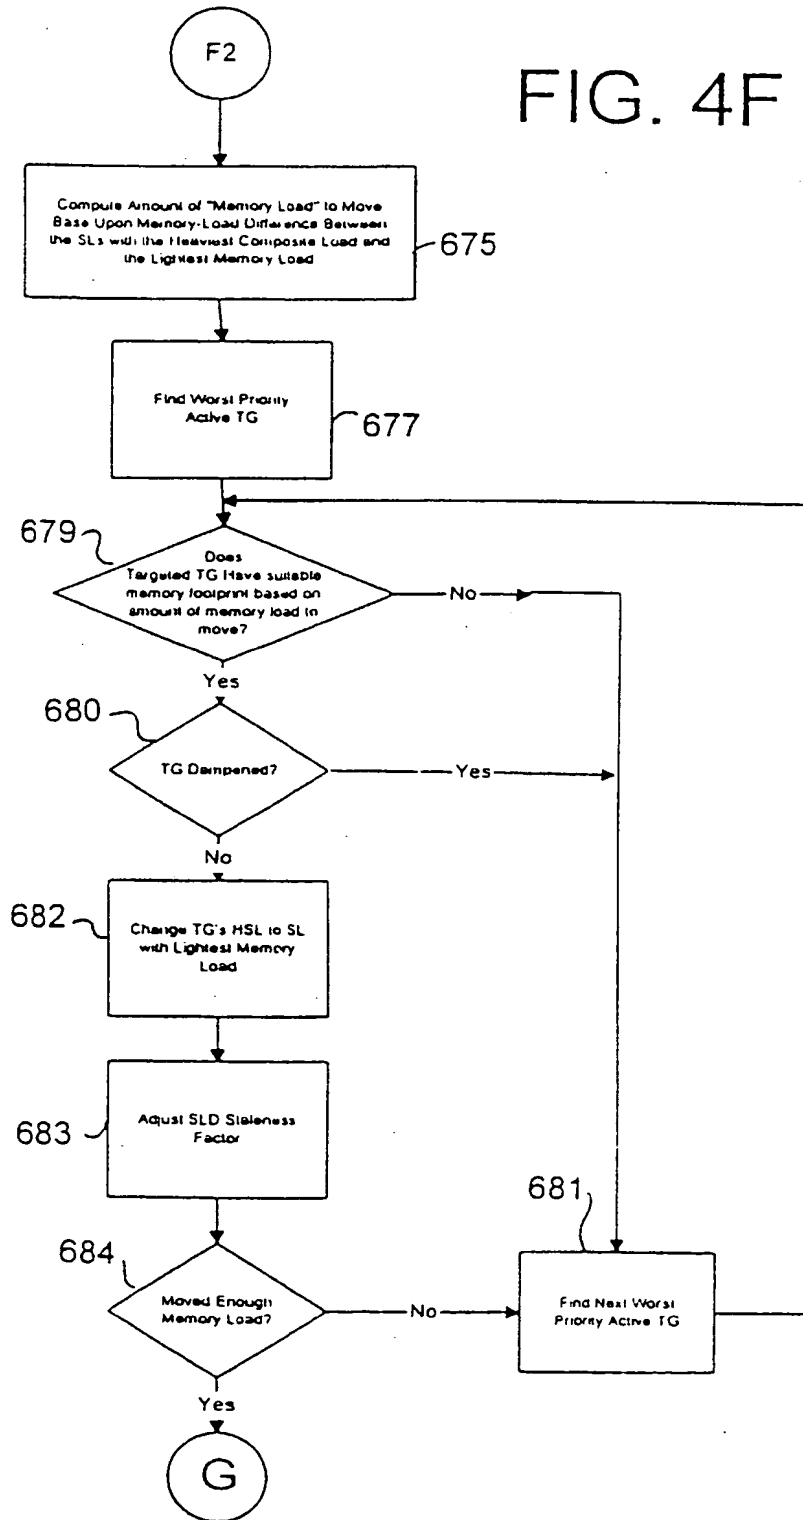 F2
FIG. 4F
Compute Amount of "Memory Load" to Move
Base Upon Memory-Load Difference Between
the SLs with the Heaviest Composite Load and
the Lightest Memory Load
675
Find Worst Priority
Active TG
677
679
Does
Targeted TG Have suitable
memory footprint based on
amount of memory load to
move?
No
Yes
680
TG Dampened?
Yes
No
682
Change TG's HSL to SL
with Lightest Memory
Load
683
Adjust SLD Staleness
Factor
681
684
Moved Enough
Memory Load?
No
Find Next Worst
Priority Active TG
Yes
G